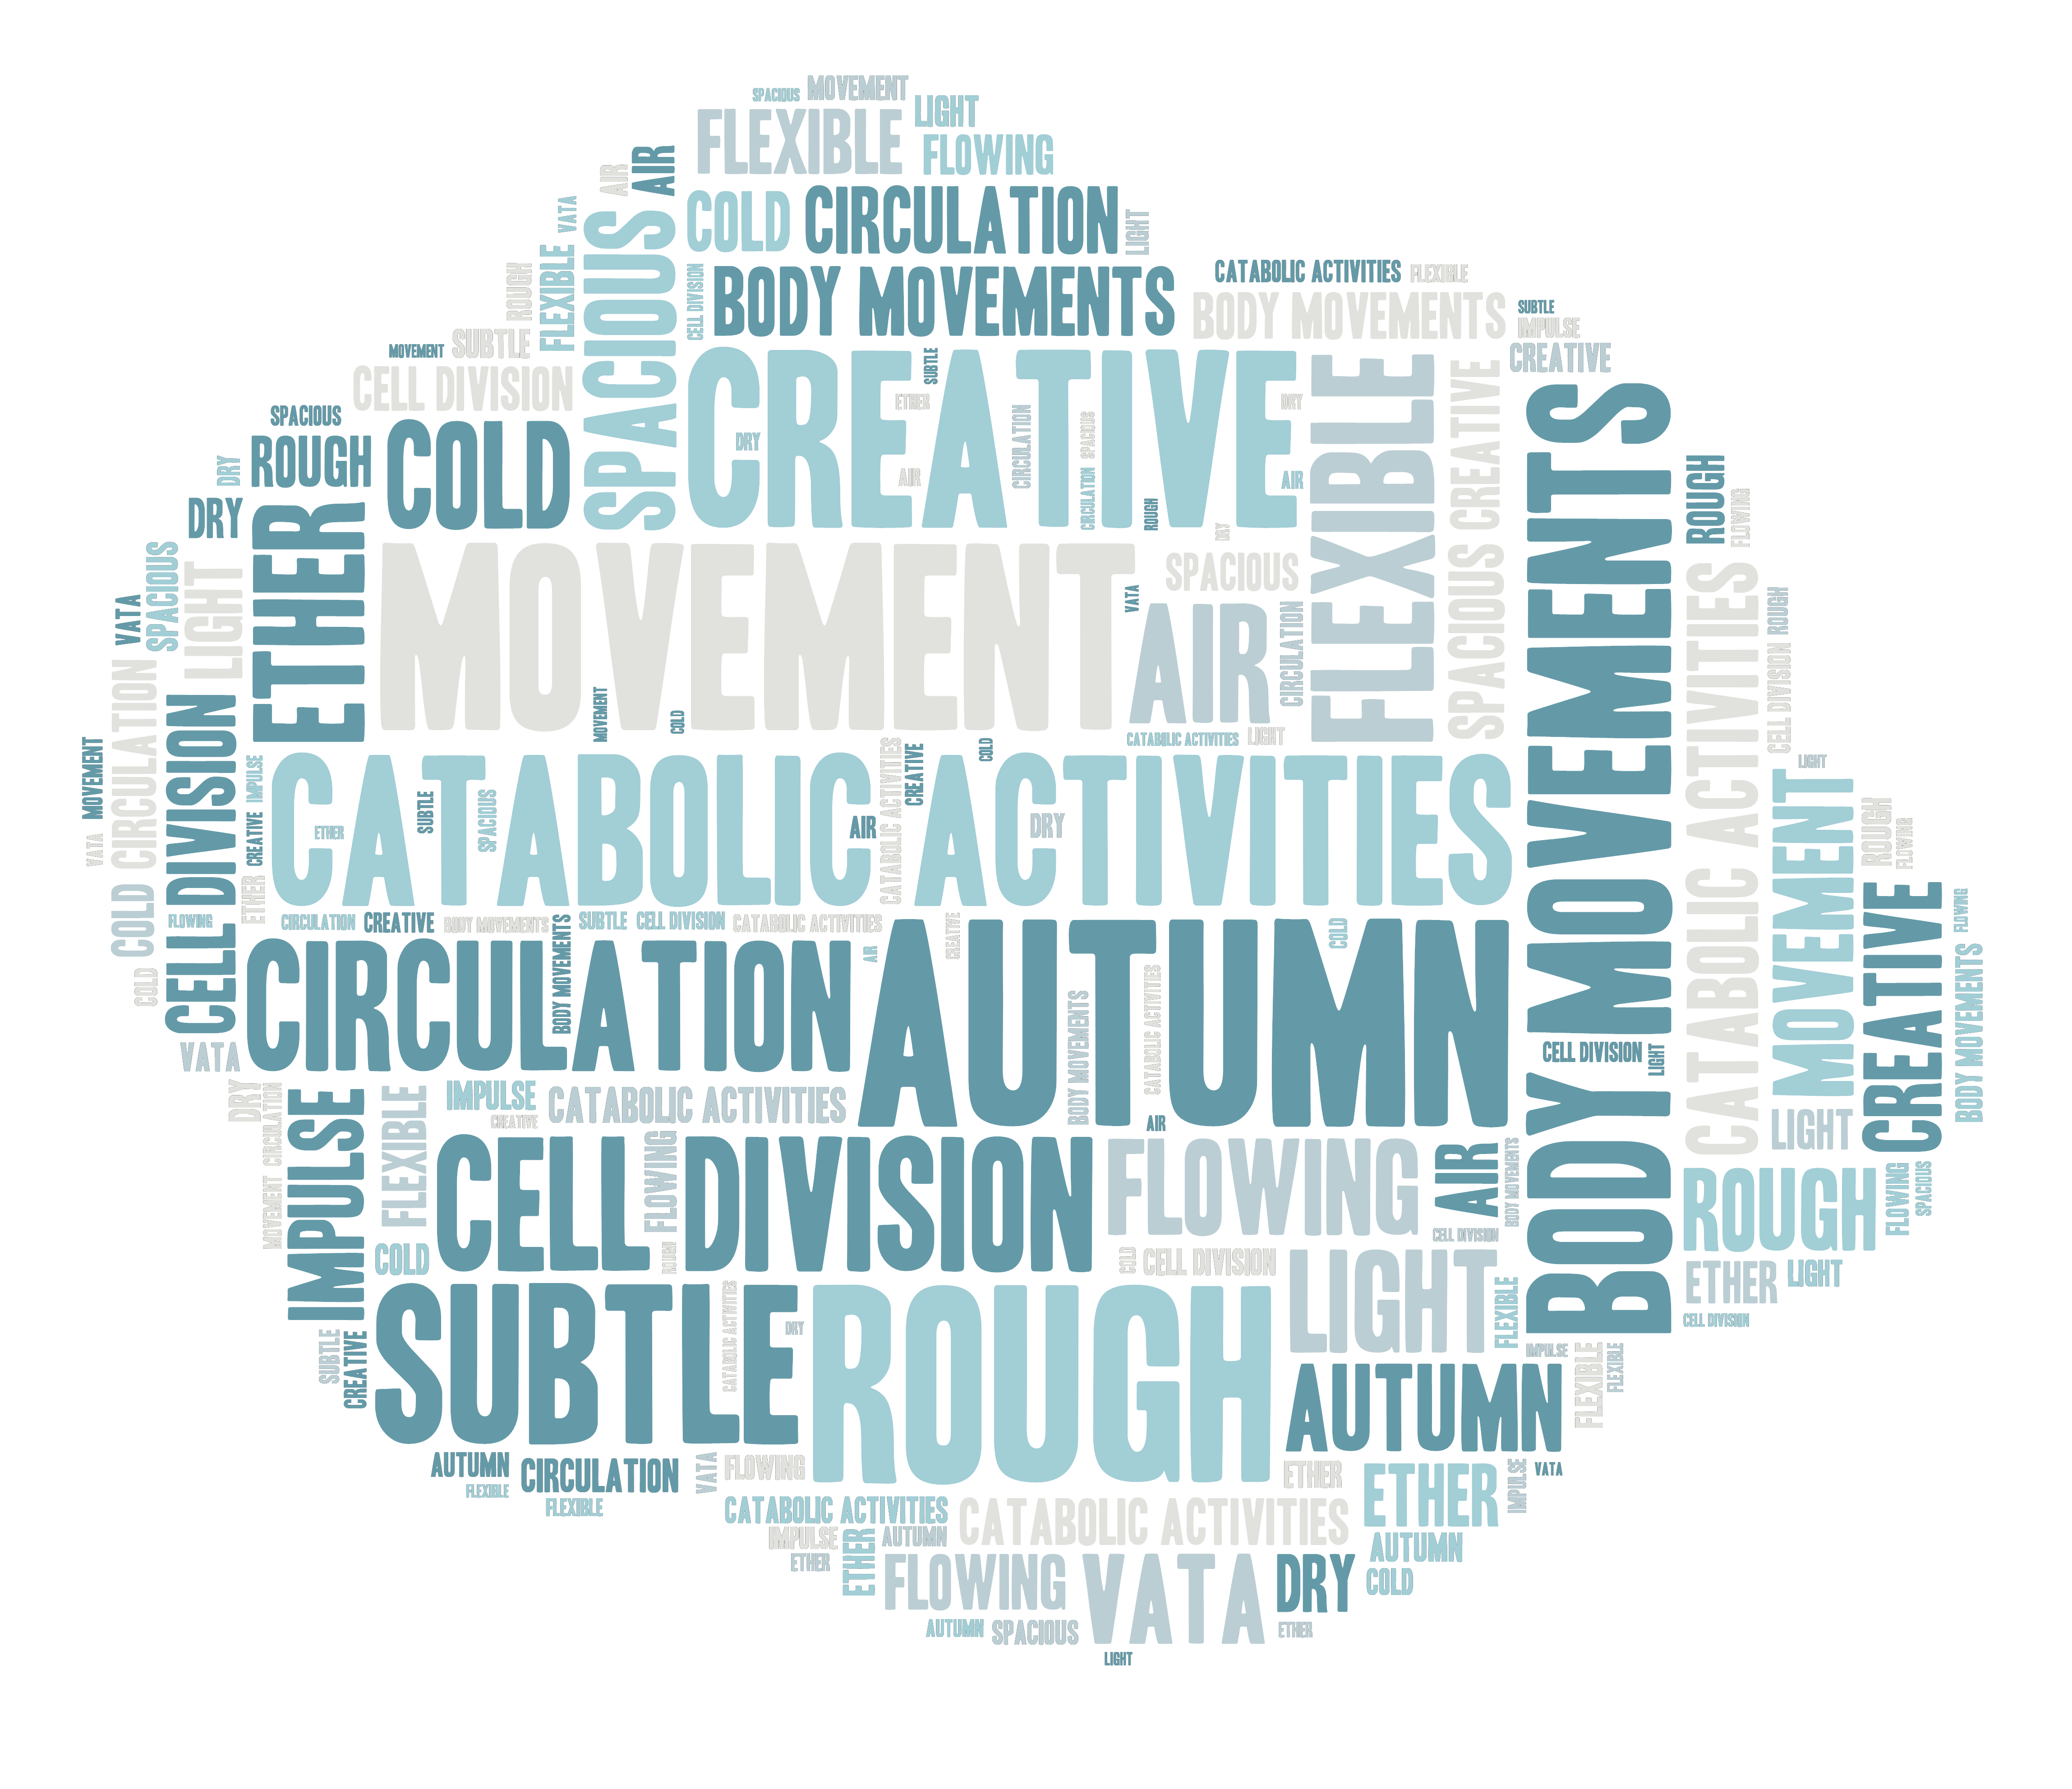 SPACIOUS MOVEMENT
LIGHT
FLEXIBLE
FLOWING
AIR
AIR
VATA
COLD
CIRCULATION
LIGHT
SPACIOUS
FLEXIBLE
ROUGH
CELL DIVISION
BODY MOVEMENTS
CATABOLIC ACTIVITIES
FLEXIBLE
BODY MOVEMENTS
SUBTLE
IMPULSE
CREATIVE
MOVEMENT
SUBTLE
CELL DIVISION
CREATIVE
SUBTLE
ETHER
DRY
AIR
CIRCULATION
SPACIOUS
CIRCULATION
ROUGH
DRY
AIR
DRY
FLEXIBLE
CREATIVE
SPACIOUS
BODY MOVEMENTS
SPACIOUS
ROUGH
COLD
DRY
DRY
ETHER
ROUGH
FLOWING
MOVEMENT
SPACIOUS
VATA
AIR
CIRCULATION
SPACIOUS
VATA
LIGHT
CATABOLIC ACTIVITIES
ROUGH
CELL DIVISION
MOVEMENT
COLD
CATABOLIC ACTIVITIES
LIGHT
CIRCULATION
COLD
CELL DIVISION
MOVEMENT
VATA
IMPULSE
CREATIVE
ETHER
CATABOLIC ACTIVITIES
ETHER
SUBTLE
SPACIOUS
AIR
CATABOLIC ACTIVITIES
CREATIVE
COLD
DRY
LIGHT
MOVEMENT
ROUGH
FLOWING
CREATIVE
FLOWING
BODY MOVEMENTS
FLOWING
CIRCULATION
CREATIVE
BODY MOVEMENTS
SUBTLE
CELL DIVISION
CATABOLIC ACTIVITIES
COLD
CIRCULATION
BODY MOVEMENTS
AIR
CREATIVE
AUTUMN
COLD
BODY MOVEMENTS
CATABOLIC ACTIVITIES
AIR
VATA
CELL DIVISION
LIGHT
DRY
CIRCULATION
MOVEMENT
IMPULSE
FLEXIBLE
IMPULSE
CREATIVE
CATABOLIC ACTIVITIES
CELL DIVISION
FLOWING
ROUGH
FLOWING
AIR
BODY MOVEMENTS
CELL DIVISION
LIGHT
ROUGH
FLOWING
SPACIOUS
COLD
COLD
CELL DIVISION
LIGHT
FLEXIBLE
ETHER
LIGHT
CELL DIVISION
SUBTLE
CREATIVE
SUBTLE
CATABOLIC ACTIVITIES
DRY
ROUGH
IMPULSE
FLEXIBLE
FLEXIBLE
AUTUMN
AUTUMN
FLEXIBLE
CIRCULATION
FLEXIBLE
VATA
FLOWING
ETHER
ETHER
IMPULSE
VATA
CATABOLIC ACTIVITIES
CATABOLIC ACTIVITIES
IMPULSE
ETHER
ETHER
AUTUMN
AUTUMN
FLOWING
VATA
DRY
COLD
AUTUMN
SPACIOUS
ETHER
LIGHT